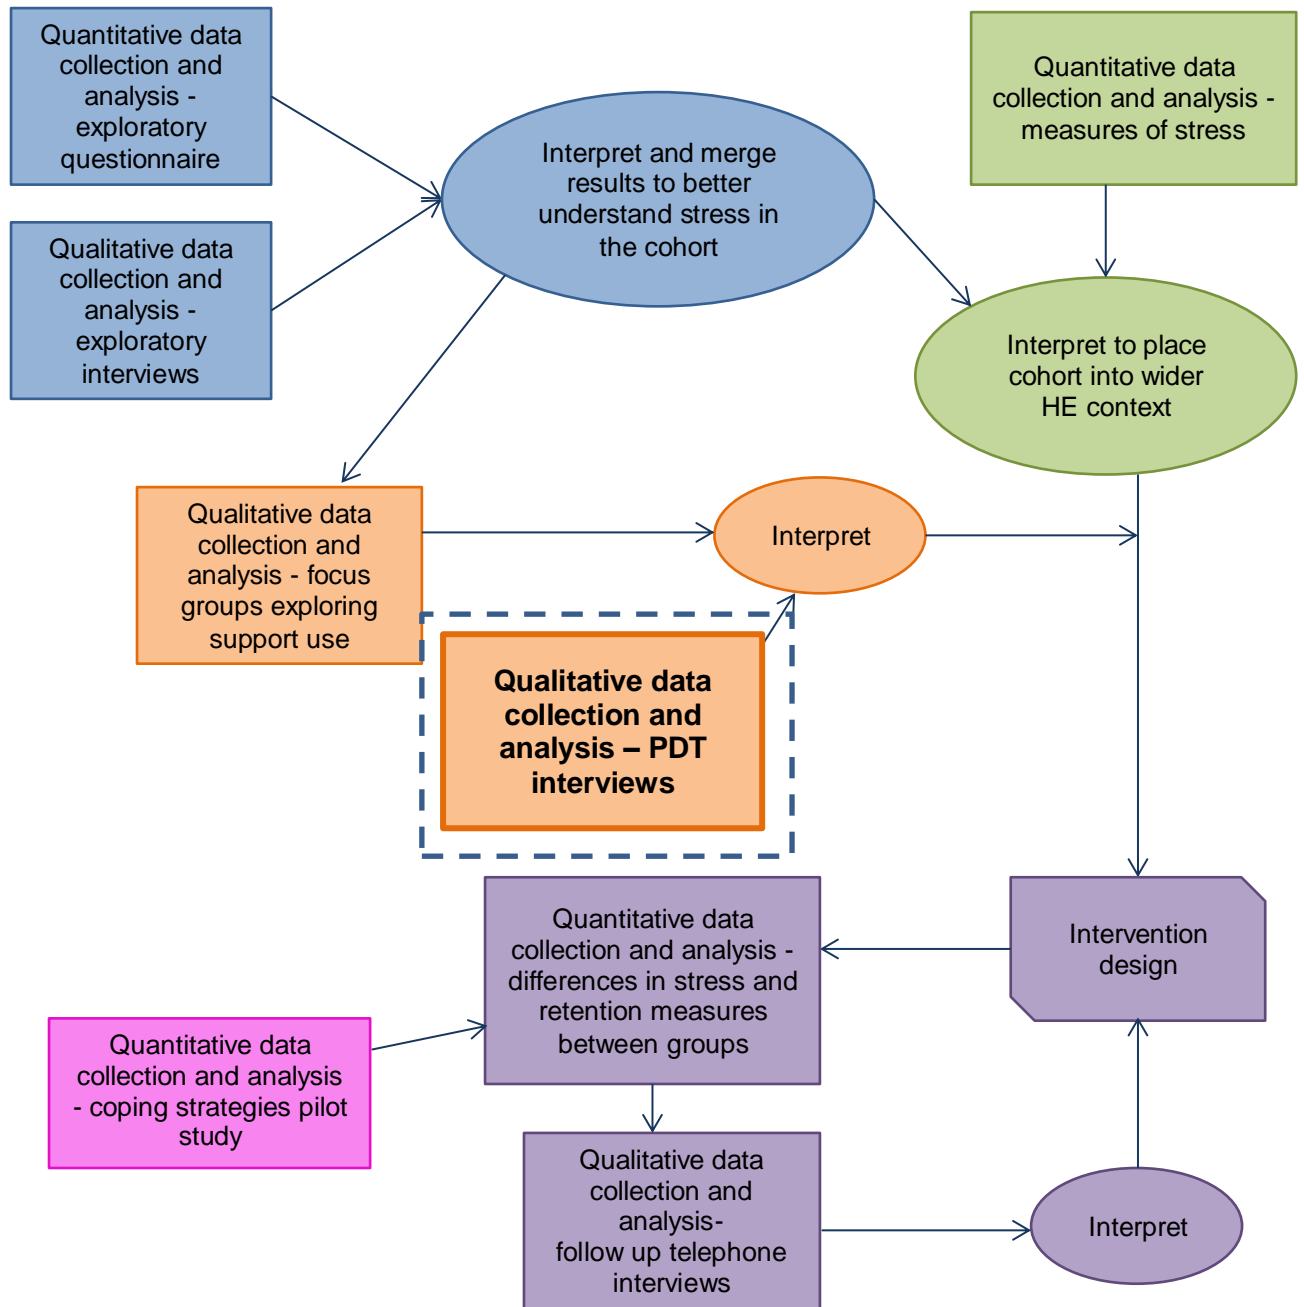 Quantitative data
collection and
analysis -
exploratory
questionnaire
Qualitative data
collection and
analysis -
exploratory
interviews
Interpret and merge
results to better
understand stress in
the cohort
Quantitative data
collection and analysis -
measures of stress
Interpret to place
cohort into wider
HE context
Qualitative data
collection and
analysis - focus
groups exploring
support use
Interpret
Qualitative data
collection and
analysis – PDT
interviews
Quantitative data
collection and analysis -
differences in stress and
retention measures
between groups
Intervention
design
Quantitative data
collection and analysis
- coping strategies pilot
study
Qualitative data
collection and
analysis-
follow up telephone
interviews
Interpret